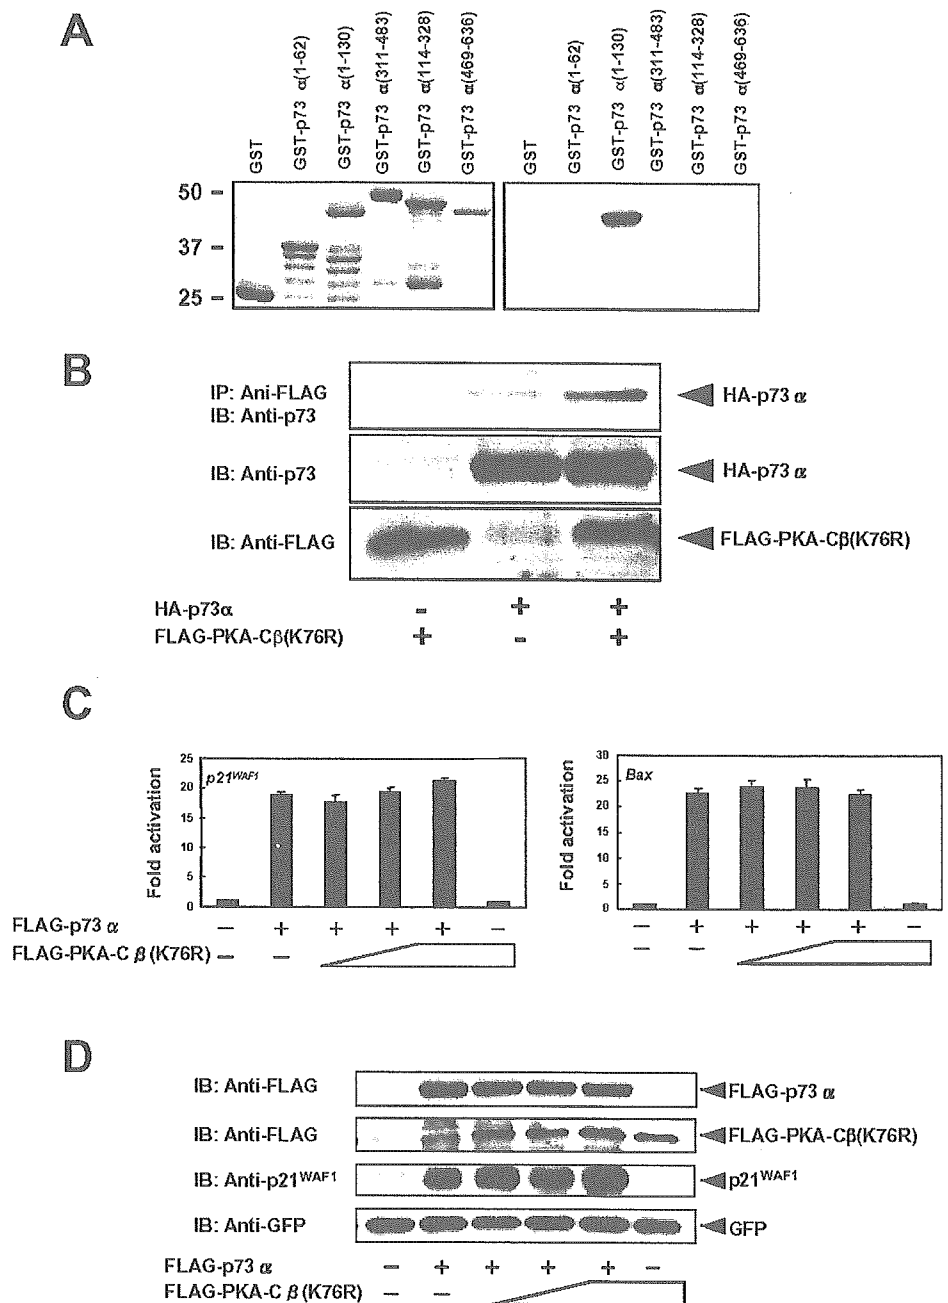 A
GST
GST-p73 α(1-62)
GST-p73 α(1-130)
GST-p73 α(311-483)
GST-p73 α(114-328)
GST-p73 α(469-636)
GST
GST-p73 α(1-62)
GST-p73 α(1-130)
GST-p73 α(311-483)
GST-p73 α(114-328)
GST-p73 α(469-636)
50 –
37 –
25 –
B
IP: Ani-FLAG
IB: Anti-p73
HA-p73 α
IB: Anti-p73
HA-p73 α
IB: Anti-FLAG
FLAG-PKA-Cβ(K76R)
HA-p73α - + +
FLAG-PKA-Cβ(K76R) + - +
C
Fold activation
25
20
15
10
5
0
p21WAF1
Fold activation
30
25
20
15
10
5
0
Bax
FLAG-p73 α – + + + + – – + + + + –
FLAG-PKA-C β (K76R) – – – –
D
IB: Anti-FLAG
FLAG-p73 α
IB: Anti-FLAG
FLAG-PKA-Cβ(K76R)
IB: Anti-p21WAF1
p21WAF1
IB: Anti-GFP
GFP
FLAG-p73 α – + + + + –
FLAG-PKA-C β (K76R) – –